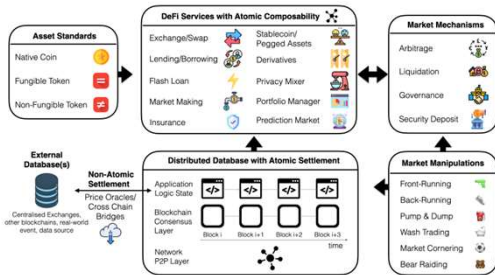 Asset Standards
Native Coin
Fungible Token
Non-Fungible Token
DeFi Services with Atomic Composability
Exchange/Swap
Lending/Borrowing
Flash Loan
Market Making
Insurance
Stablecoin/
Pegged Assets
Derivatives
Privacy Mixer
Portfolio Manager
Prediction Market
Market Mechanisms
Arbitrage
Liquidation
Governance
Security Deposit
External
Database(s)
Centralised Exchanges,
other blockchains, real-world
event, data source
Non-Atomic
Settlement
Price Oracles/
Cross Chain
Bridges
Distributed Database with Atomic Settlement
Application
Logic State
</>
</>
</>
</>
Blockchain
Consensus
Layer
Block i
Block i+1
Block i+2
Block i+3
time
Network
P2P Layer
Market Manipulations
Front-Running
Back-Running
Pump & Dump
Wash Trading
Market Cornering
Bear Raiding